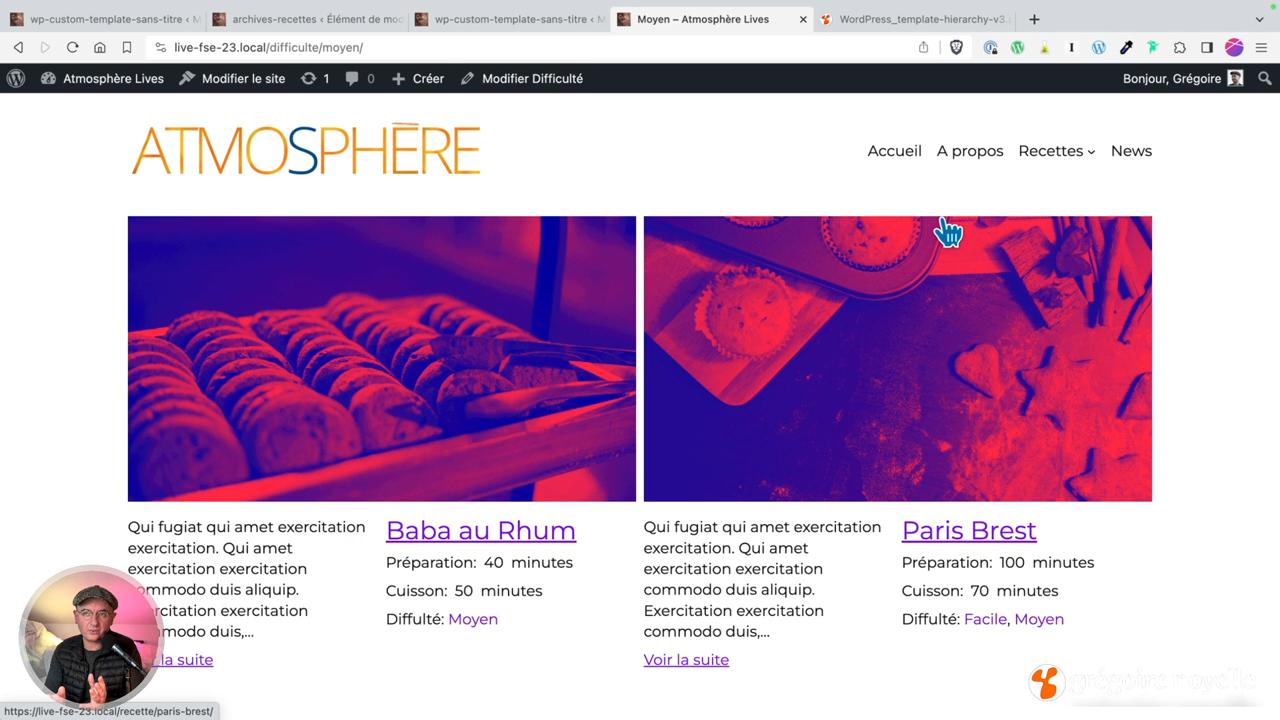 wp-custom-template-sans-titre ‹ M
archives-recettes ‹ Élément de mod
wp-custom-template-sans-titre ‹ M
Moyen – Atmosphère Lives
WordPress_template-hierarchy-v3.
live-fse-23.local/difficulte/moyen/
Atmosphère Lives
Modifier le site
1
0
Créer
Modifier Difficulté
Bonjour, Grégoire
ATMOSPHÈRE
Accueil
A propos
Recettes
News
Qui fugiat qui amet exercitation
exercitation. Qui amet
exercitation exercitation
commodo duis aliquip.
Exercitation exercitation
commodo duis,...
Voir la suite
Baba au Rhum
Préparation: 40 minutes
Cuisson: 50 minutes
Diffulté: Moyen
Qui fugiat qui amet exercitation
exercitation. Qui amet
exercitation exercitation
commodo duis aliquip.
Exercitation exercitation
commodo duis,...
Voir la suite
Paris Brest
Préparation: 100 minutes
Cuisson: 70 minutes
Diffulté: Facile, Moyen
grégoire noyelle
https://live-fse-23.local/recette/paris-brest/